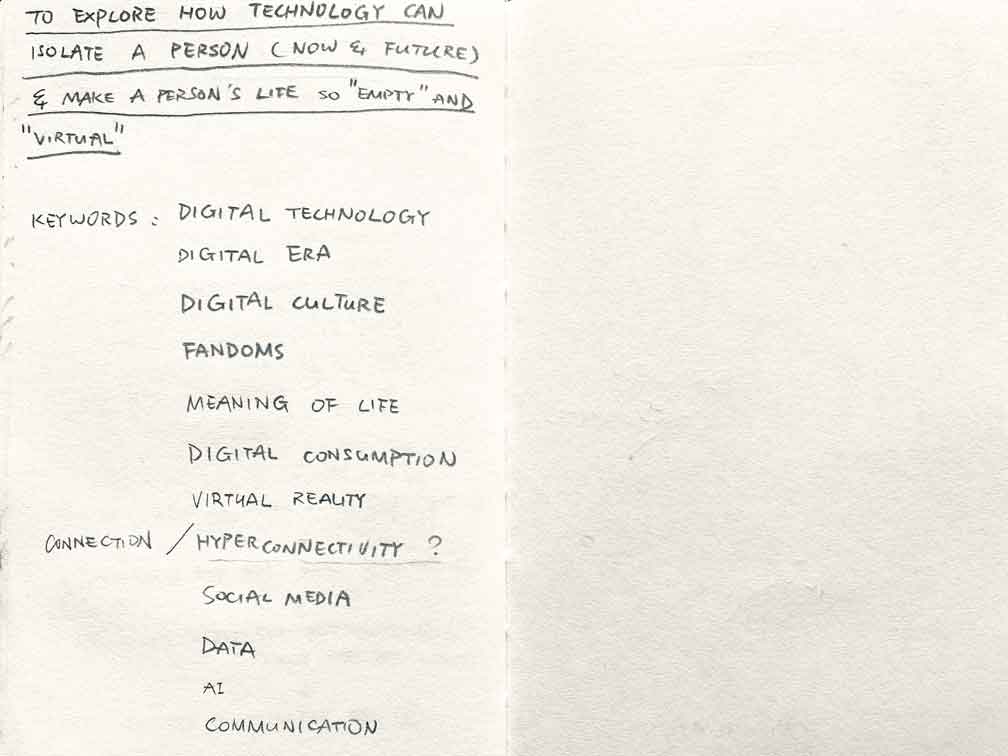 TO EXPLORE HOW TECHNOLOGY CAN
ISOLATE A PERSON (NOW & FUTURE)
& MAKE A PERSON'S LIFE SO "EMPTY" AND
"VIRTUAL"
KEYWORDS : DIGITAL TECHNOLOGY
DIGITAL ERA
DIGITAL CULTURE
FANDOMS
MEANING OF LIFE
DIGITAL CONSUMPTION
VIRTUAL REALITY
CONNECTION / HYPERCONNECTIVITY ?
SOCIAL MEDIA
DATA
AI
COMMUNICATION